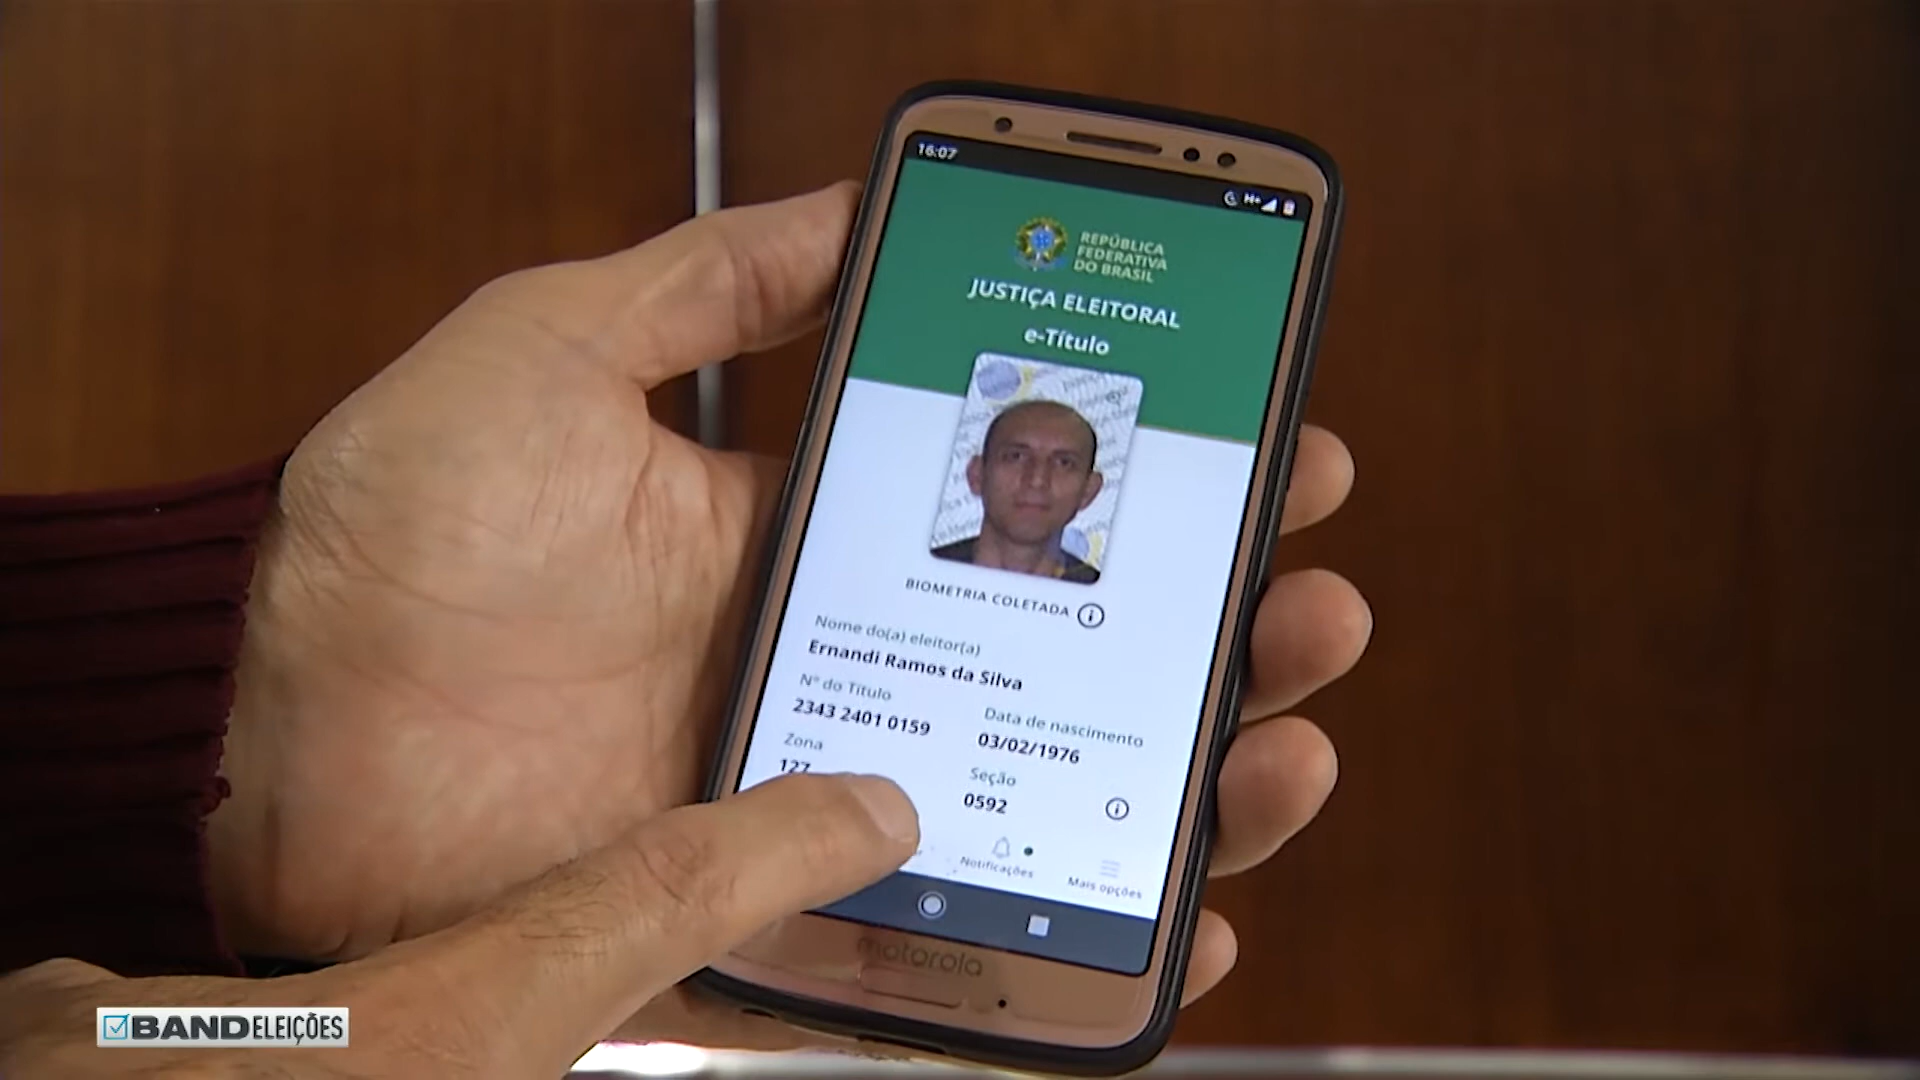 16:07
H+
REPÚBLICA
FEDERATIVA
DO BRASIL
JUSTIÇA ELEITORAL
e-Título
BIOMETRIA COLETADA
Nome do(a) eleitor(a)
Ernandi Ramos da Silva
Nº do Título
2343 2401 0159
Data de nascimento
03/02/1976
Zona
127
Seção
0592
Notificações
Mais opções
motorola
BANDELEIÇÕES